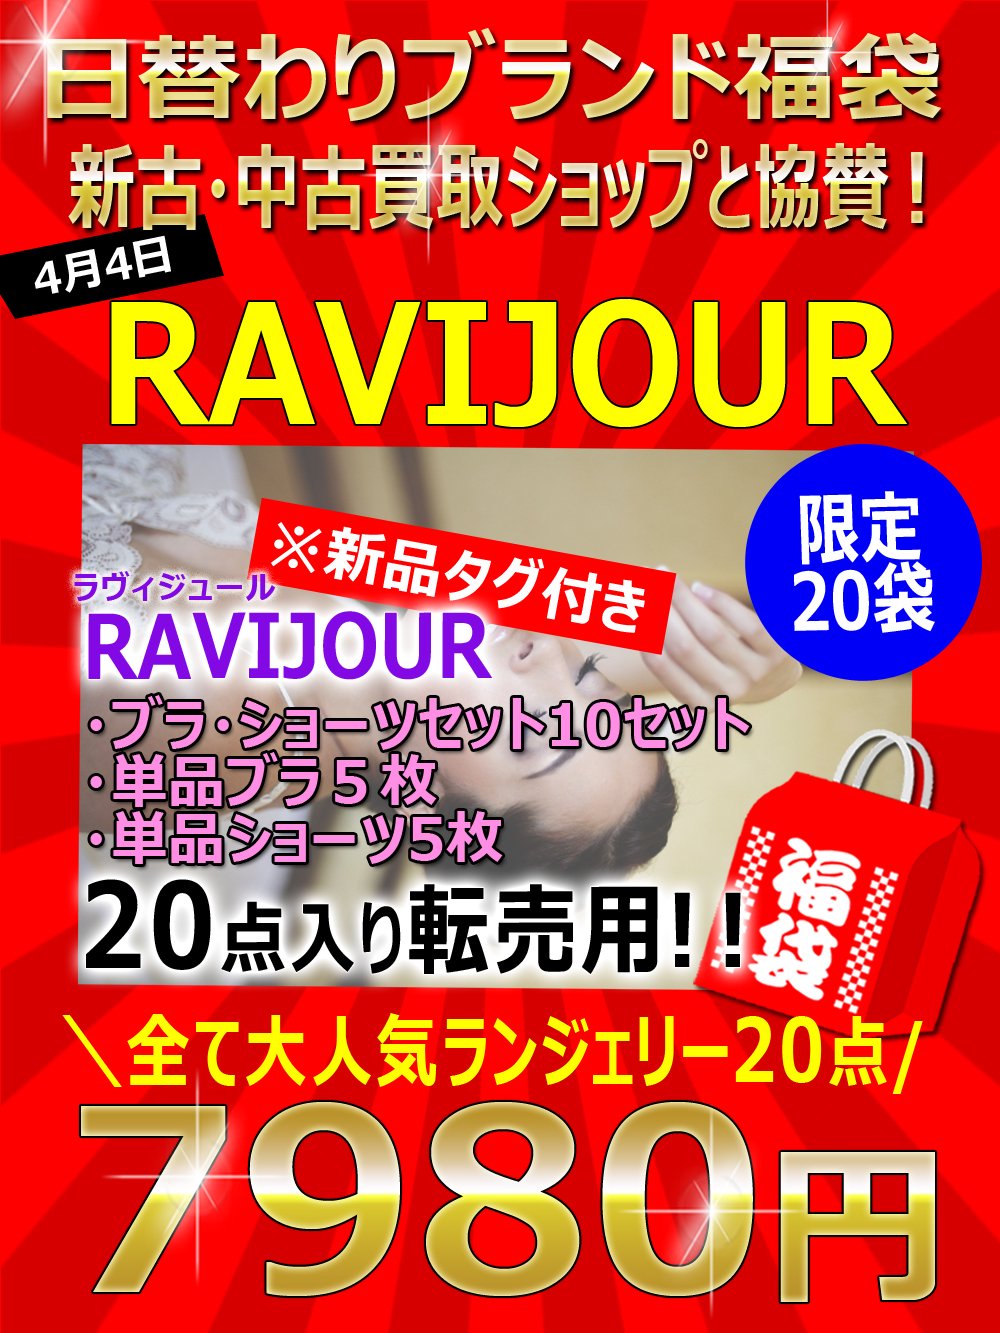 日替わりブランド福袋
新古・中古買取ショップと協賛！
4月4日
RAVIJOUR
限定
20袋
※新品タグ付き
ラヴィジュール
RAVIJOUR
・ブラ・ショーツセット10セット
・単品ブラ５枚
・単品ショーツ5枚
福袋
20点入り転売用！！
\全て大人気ランジェリー20点/
7980円